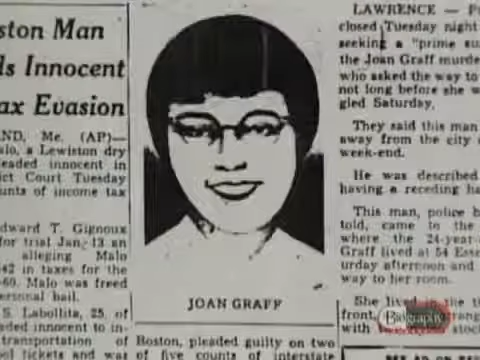 ston Man
ls Innocent
ax Evasion
ND, Me. (AP)—
alo, a Lewiston dry
leaded innocent in
ict Court Tuesday
unts of income tax
dward T. Gignoux
for trial Jan. 13 an
alleging Malo
42 in taxes for the
-69. Malo was freed
ersonal bail.
S. Labollita, 25, of
aded innocent to in-
transportation of
ol tickets and was
JOAN GRAFF
Boston, pleaded guilty on two
of five counts of interstate
LAWRENCE — P
closed Tuesday night
seeking a "prime su
the Joan Graff murde
who asked the way to
not long before she w
gled Saturday.
They said this man
away from the city
week-end.
He was described
having a receding ha
This man, police
told, came to the
where the 24-year-
Graff lived at 54 Esse
urday afternoon and
way to her room.
She lived in the t
front,
with
stoc
Biography